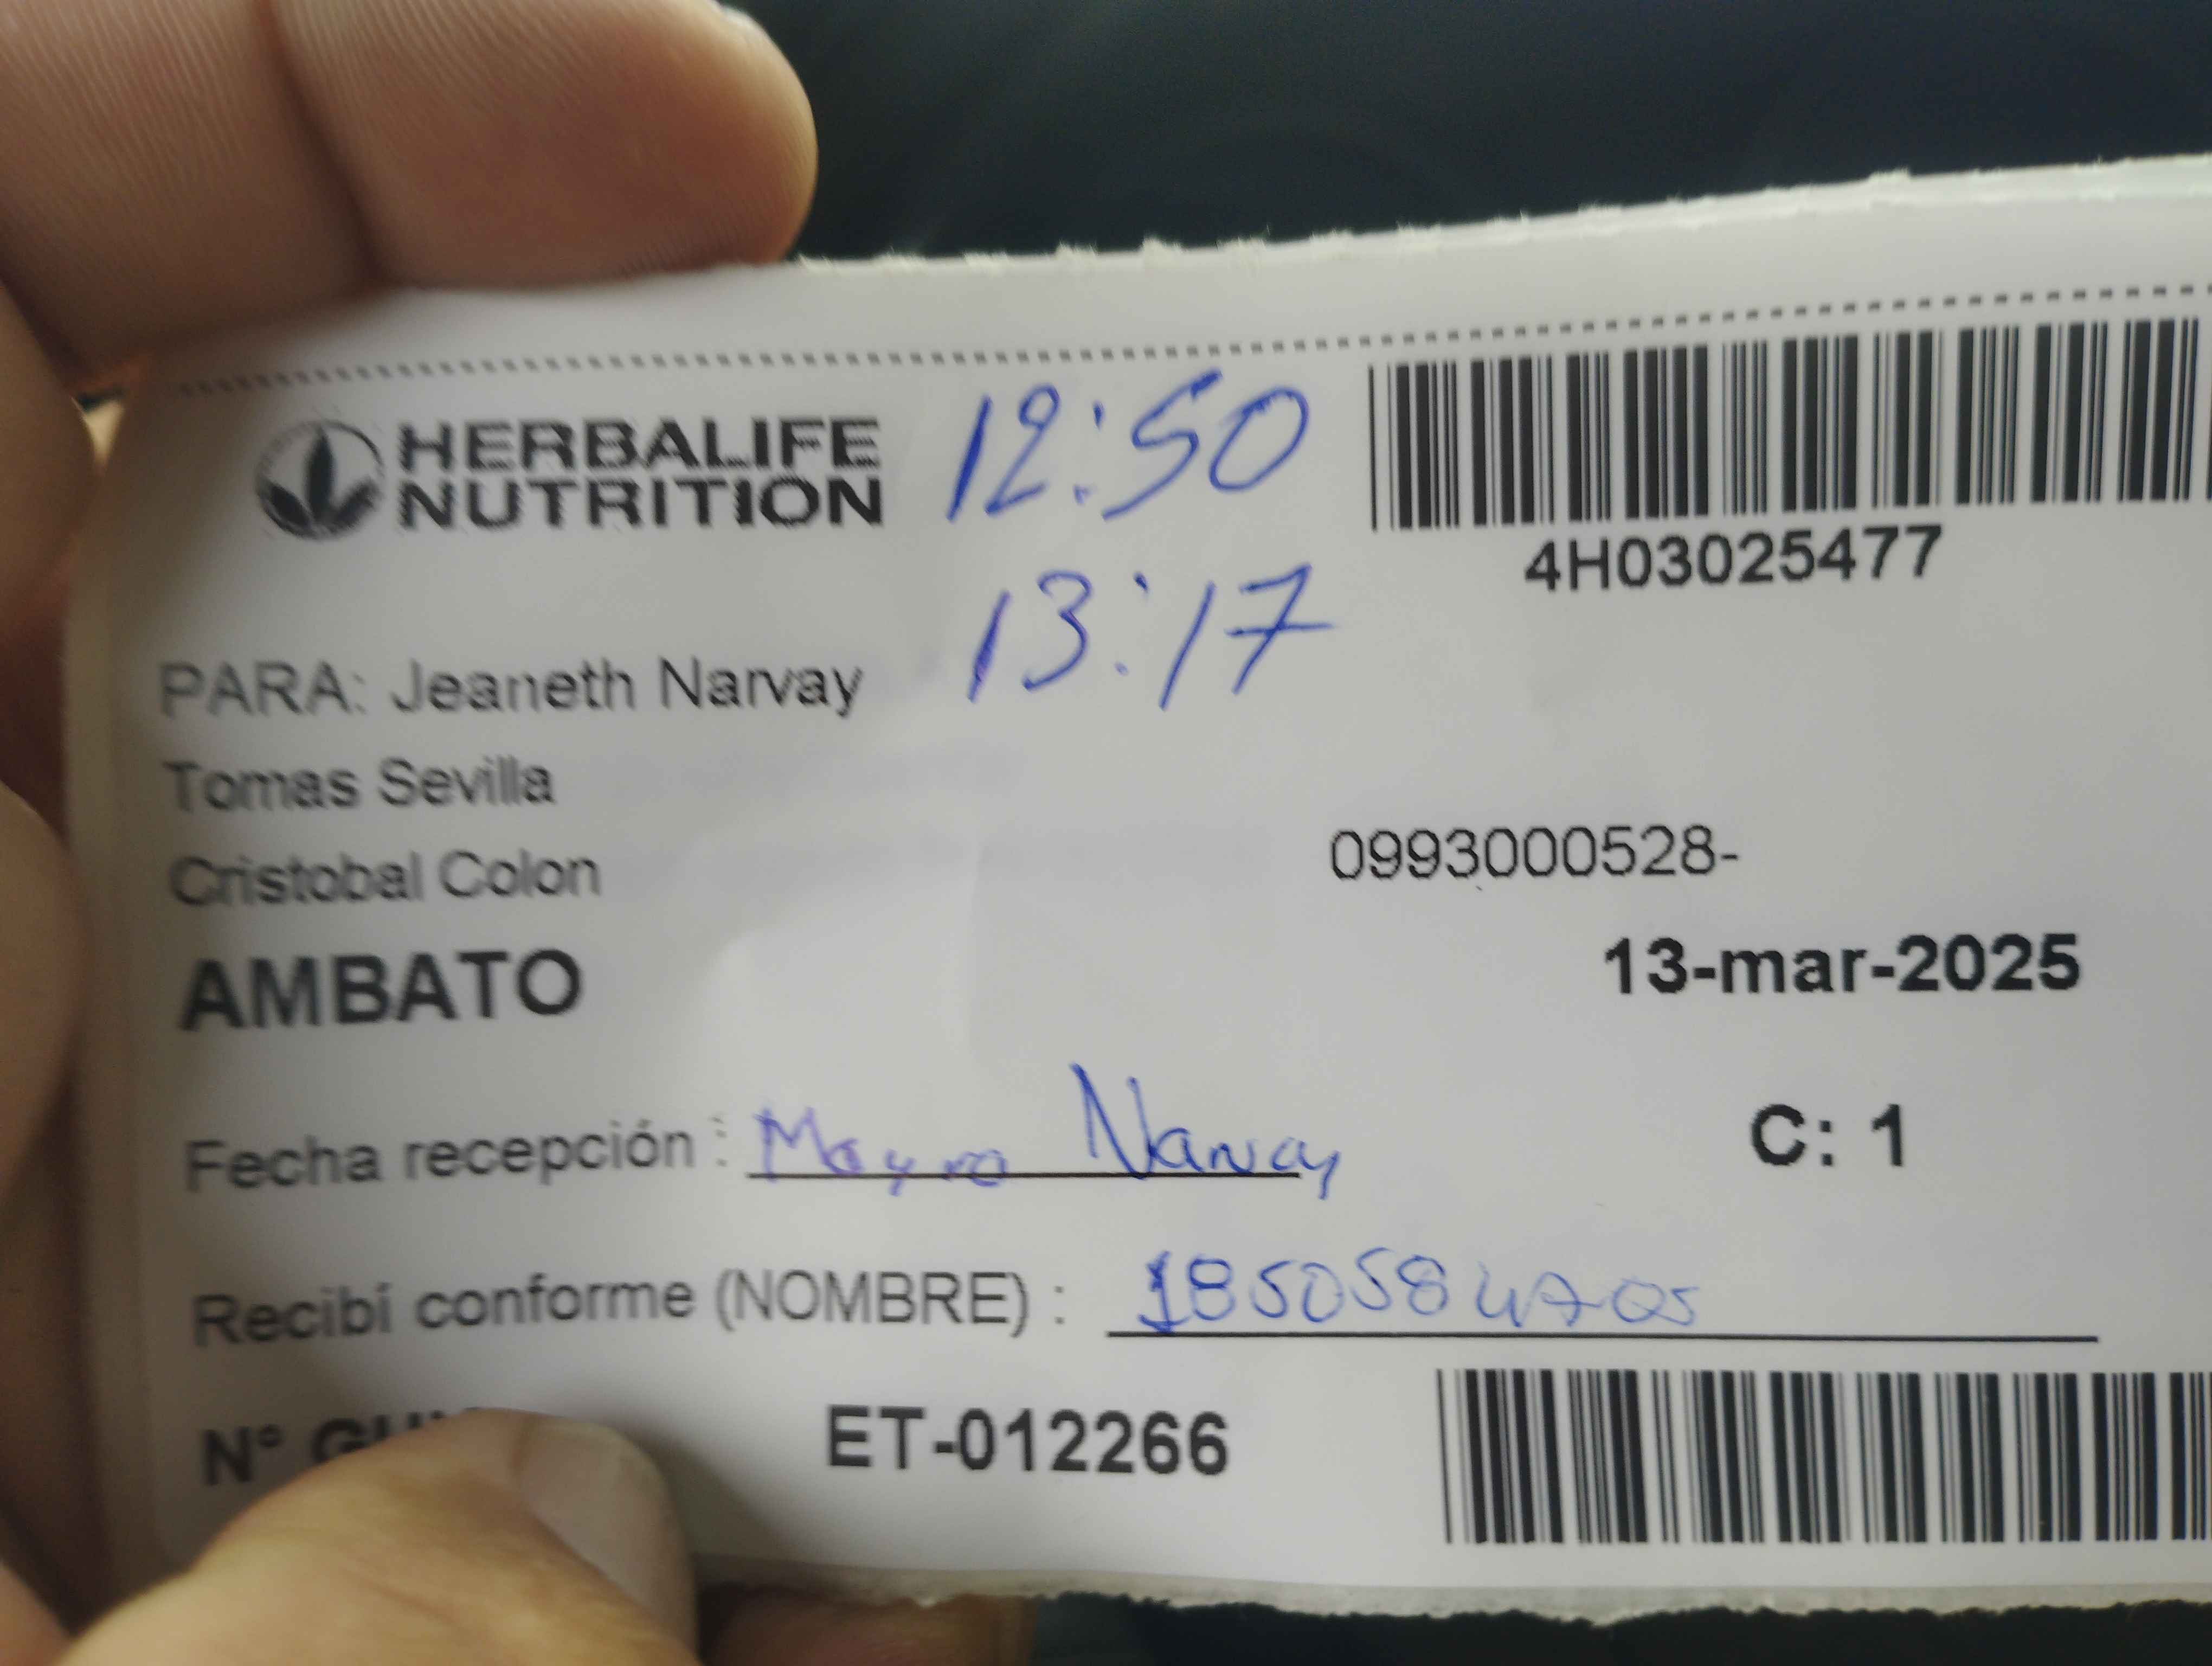 HERBALIFE
NUTRITION
12:50
4H03025477
13:17
PARA: Jeaneth Narvay
Tomas Sevilla
Cristobal Colon
0993000528-
AMBATO
13-mar-2025
Fecha recepción : Mayra Narvay
C: 1
Recibí conforme (NOMBRE) :
N°
ET-012266